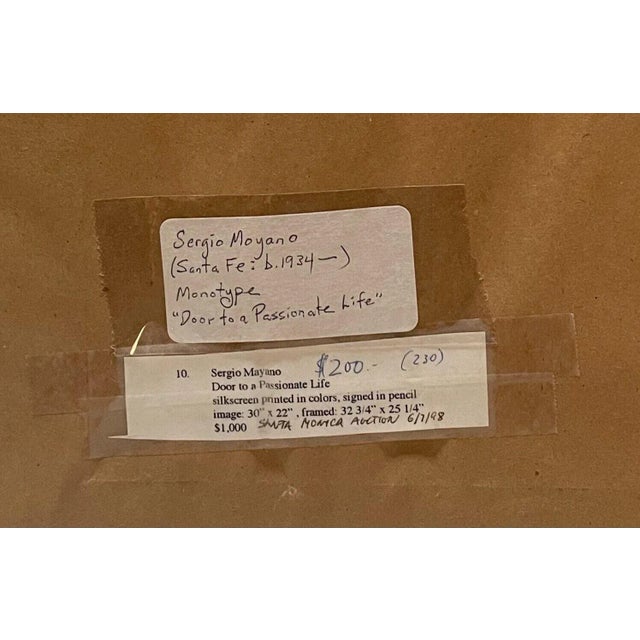 Sergio Moyano
(Santa Fe: b.1934 —)
Monotype
"Door to a Passionate Life"
10. Sergio Mayano $200.- (230)
Door to a Passionate Life
silkscreen printed in colors, signed in pencil
image: 30" x 22" , framed: 32 3/4" x 25 1/4"
$1,000 SANTA MONICA AUCTION 6/7/98